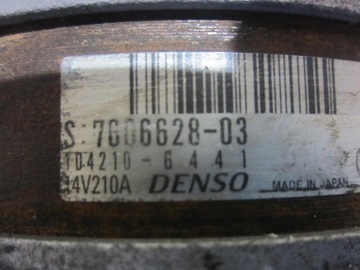 S: 7606628-03
104210-6441
14V210A DENSO MADE IN JAPAN